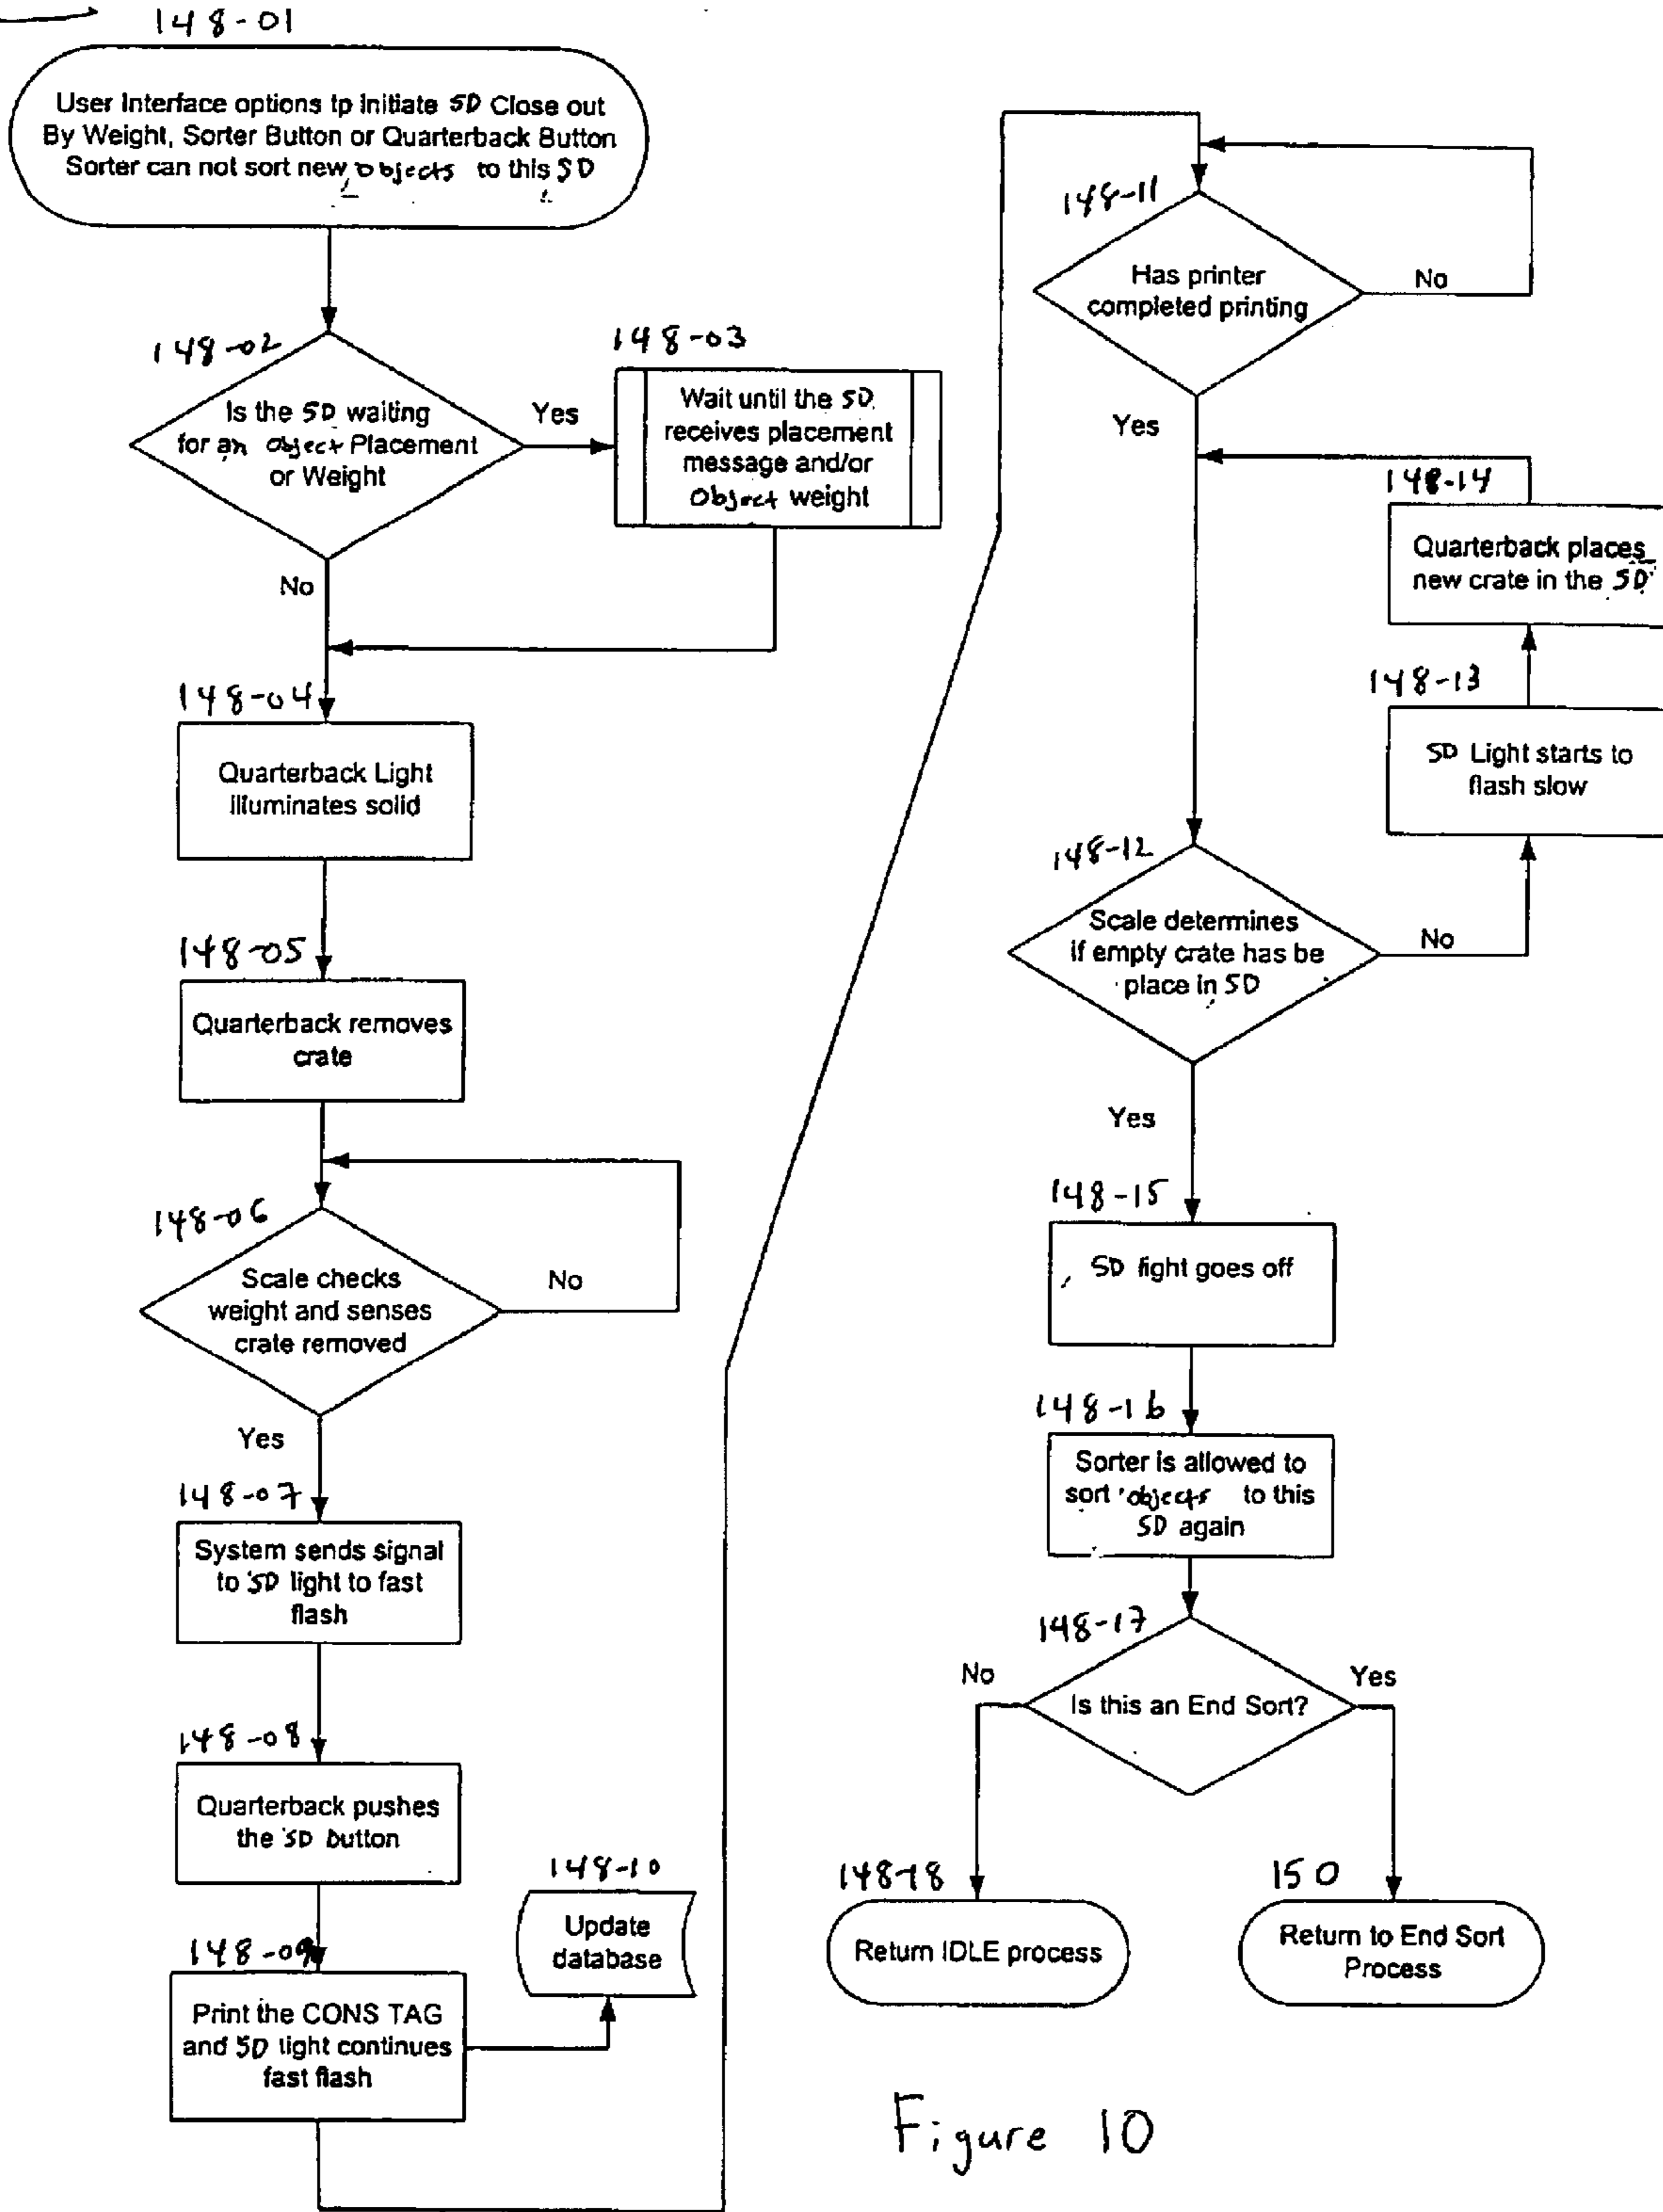 148-01
User Interface options tp Initiate SD Close out
By Weight, Sorter Button or Quarterback Button
Sorter can not sort new objects to this SD
148-02
Is the SD waiting
for an object Placement
or Weight
Yes
No
148-03
Wait until the SD
receives placement
message and/or
Object weight
148-04
Quarterback Light
illuminates solid
148-05
Quarterback removes
crate
148-06
Scale checks
weight and senses
crate removed
No
Yes
148-07
System sends signal
to SD light to fast
flash
148-08
Quarterback pushes
the SD button
148-09
Print the CONS TAG
and SD light continues
fast flash
148-10
Update
database
148-11
Has printer
completed printing
No
Yes
148-14
Quarterback places
new crate in the SD
148-13
SD Light starts to
flash slow
148-12
Scale determines
if empty crate has be
place in SD
No
Yes
148-15
SD fight goes off
148-16
Sorter is allowed to
sort objects to this
SD again
148-17
Is this an End Sort?
No
Yes
148-18
Return IDLE process
150
Return to End Sort
Process
Figure 10